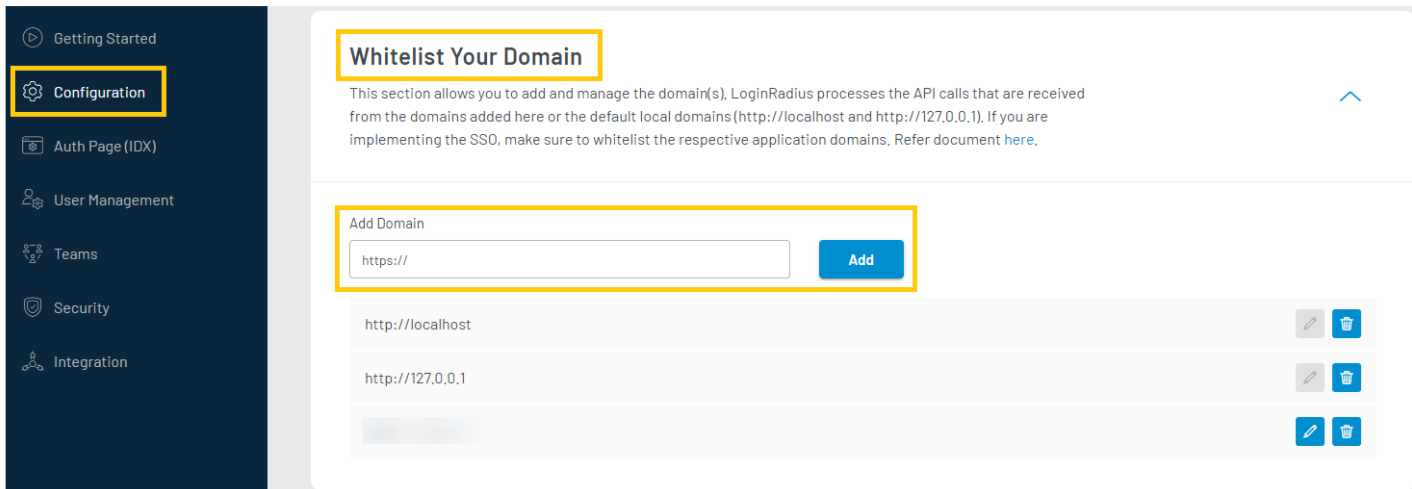 Getting Started
Configuration
Auth Page (IDX)
User Management
Teams
Security
Integration
Whitelist Your Domain
This section allows you to add and manage the domain(s). LoginRadius processes the API calls that are received
from the domains added here or the default local domains (http://localhost and http://127.0.0.1). If you are
implementing the SSO, make sure to whitelist the respective application domains. Refer document here.
Add Domain
https://
Add
http://localhost
http://127.0.0.1